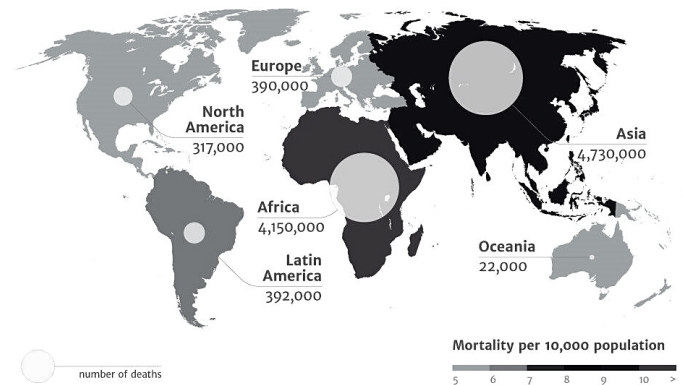 Europe
390,000
North
America
317,000
Asia
4,730,000
Africa
4,150,000
Latin
America
392,000
Oceania
22,000
number of deaths
Mortality per 10,000 population
5 6 7 8 9 10 >